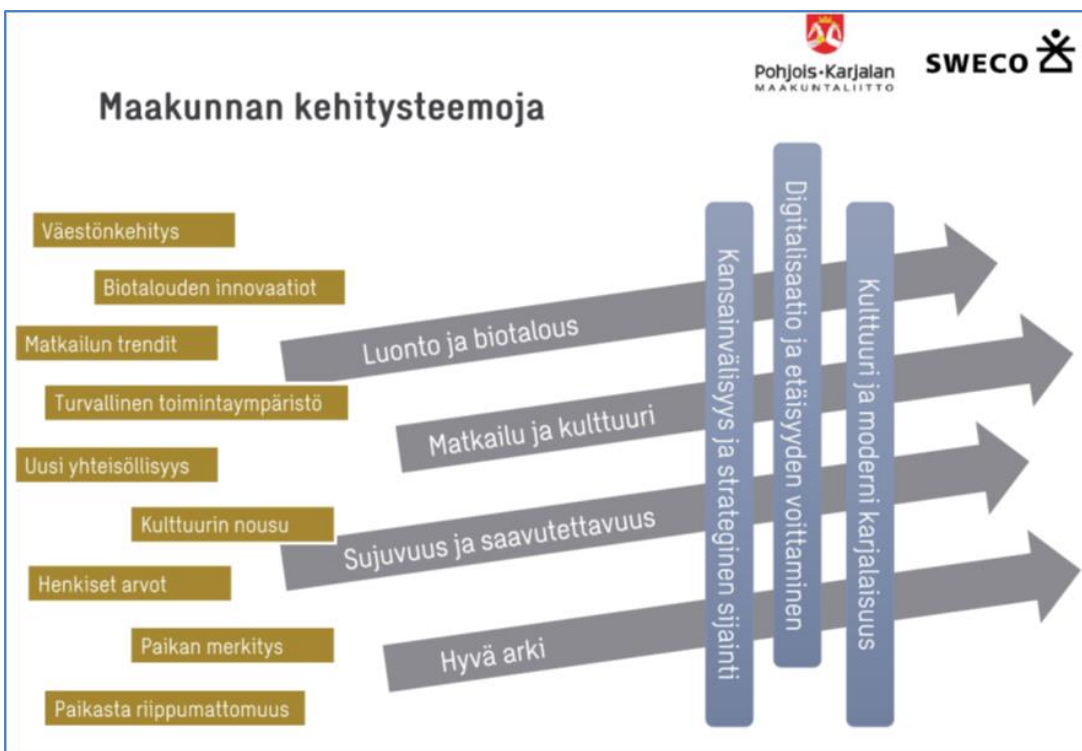 Pohjois-Karjalan
MAAKUNTALIITTO
SWECO
Maakunnan kehitysteemoja
Väestönkehitys
Biotalouden innovaatiot
Matkailun trendit
Turvallinen toimintaympäristö
Uusi yhteisöllisyys
Kulttuurin nousu
Henkiset arvot
Paikan merkitys
Paikasta riippumattomuus
Luonto ja biotalous
Matkailu ja kulttuuri
Sujuvuus ja saavutettavuus
Hyvä arki
Kansainvälisyys ja strateginen sijainti
Digitalisaatio ja etäisyyden voittaminen
Kulttuuri ja moderni karjalaisuus